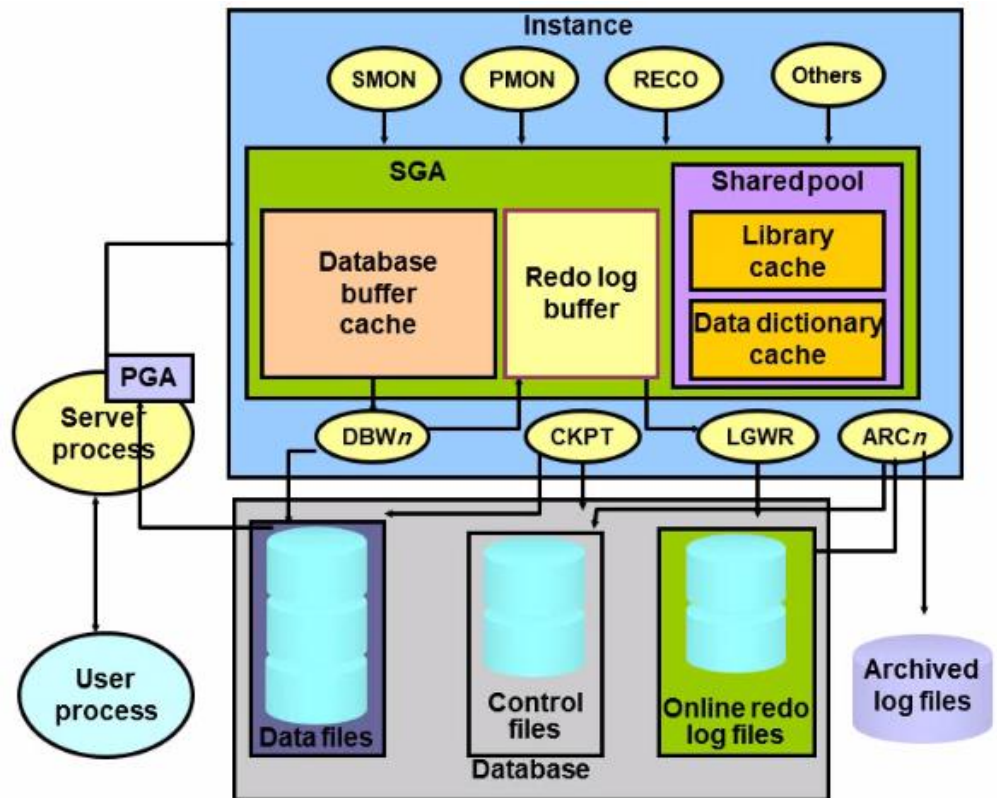 Instance
SMON
PMON
RECO
Others
SGA
Shared pool
Database
buffer
cache
Redo log
buffer
Library
cache
Data dictionary
cache
PGA
Server
process
DBWn
CKPT
LGWR
ARCn
User
process
Data files
Control
files
Online redo
log files
Archived
log files
Database